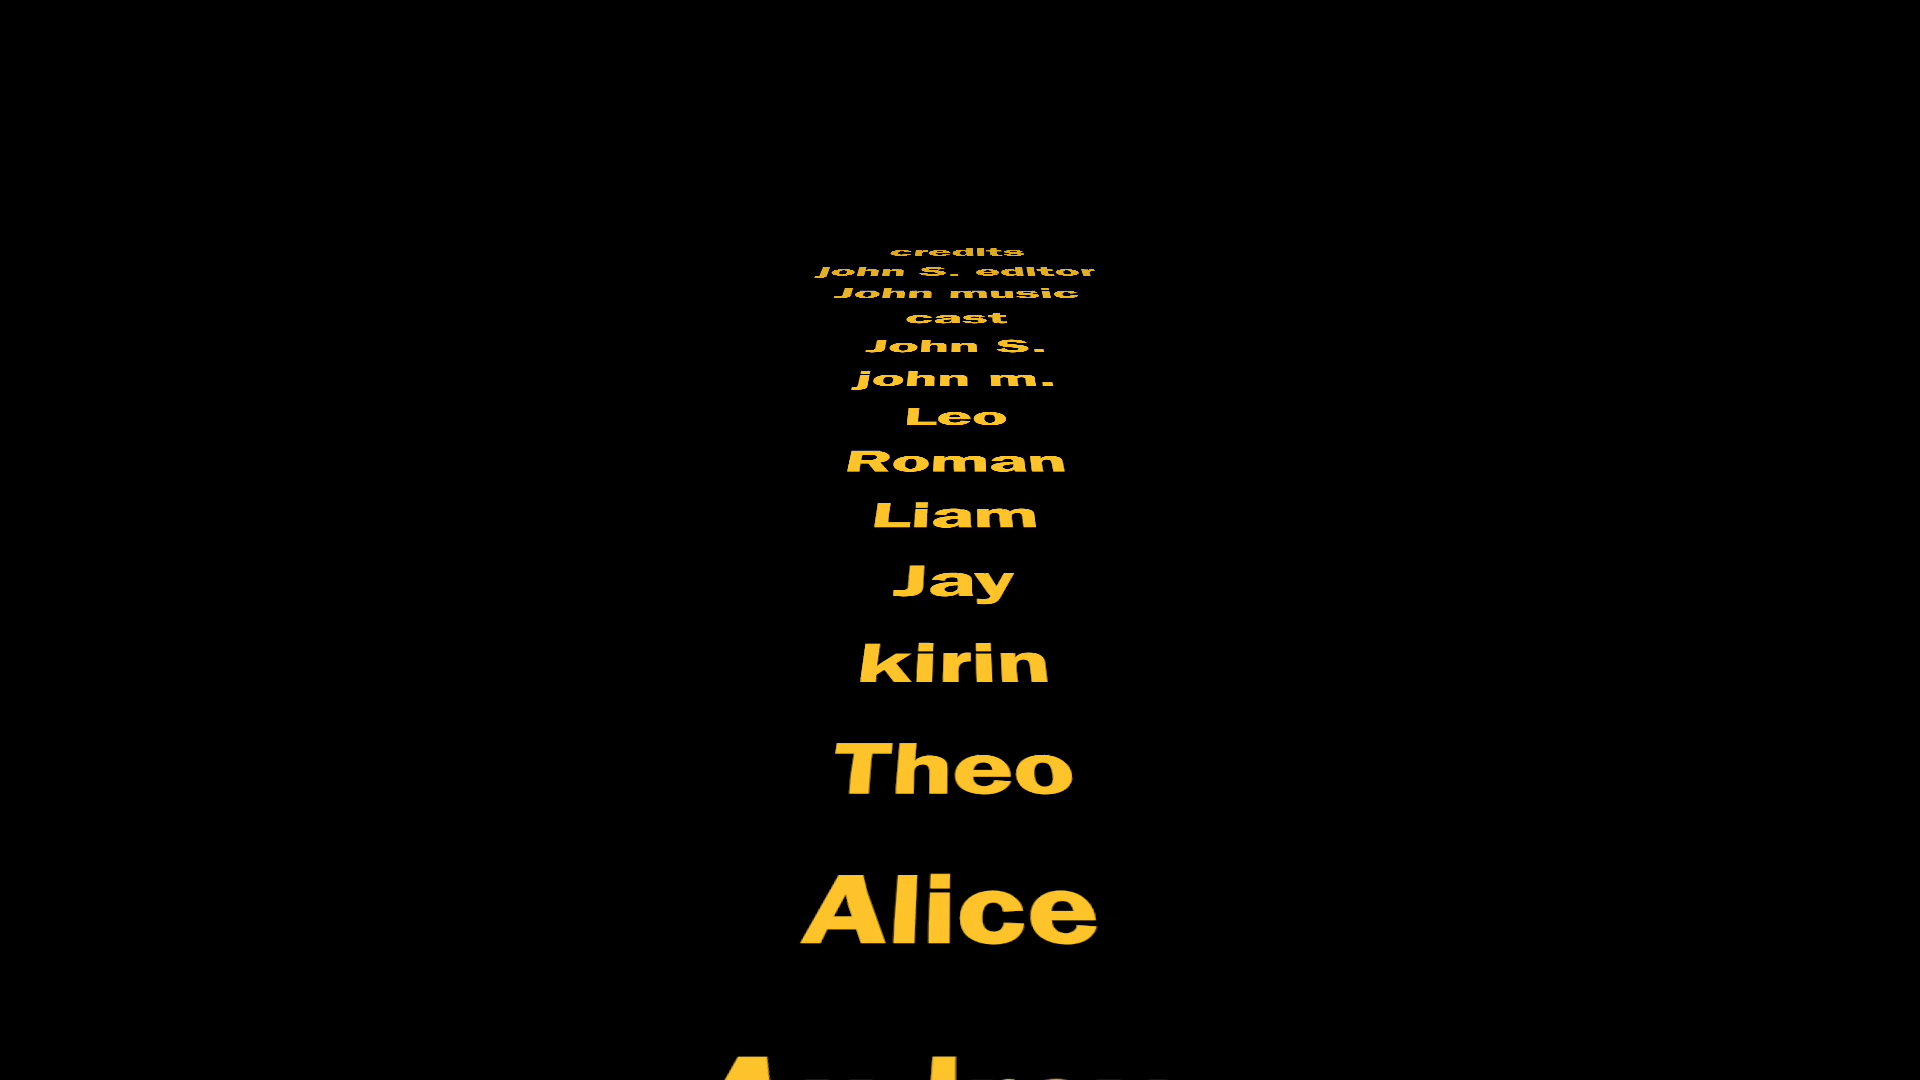 credits
john S. editor
John music
cast
John S.
john m.
Leo
Roman
Liam
Jay
kirin
Theo
Alice